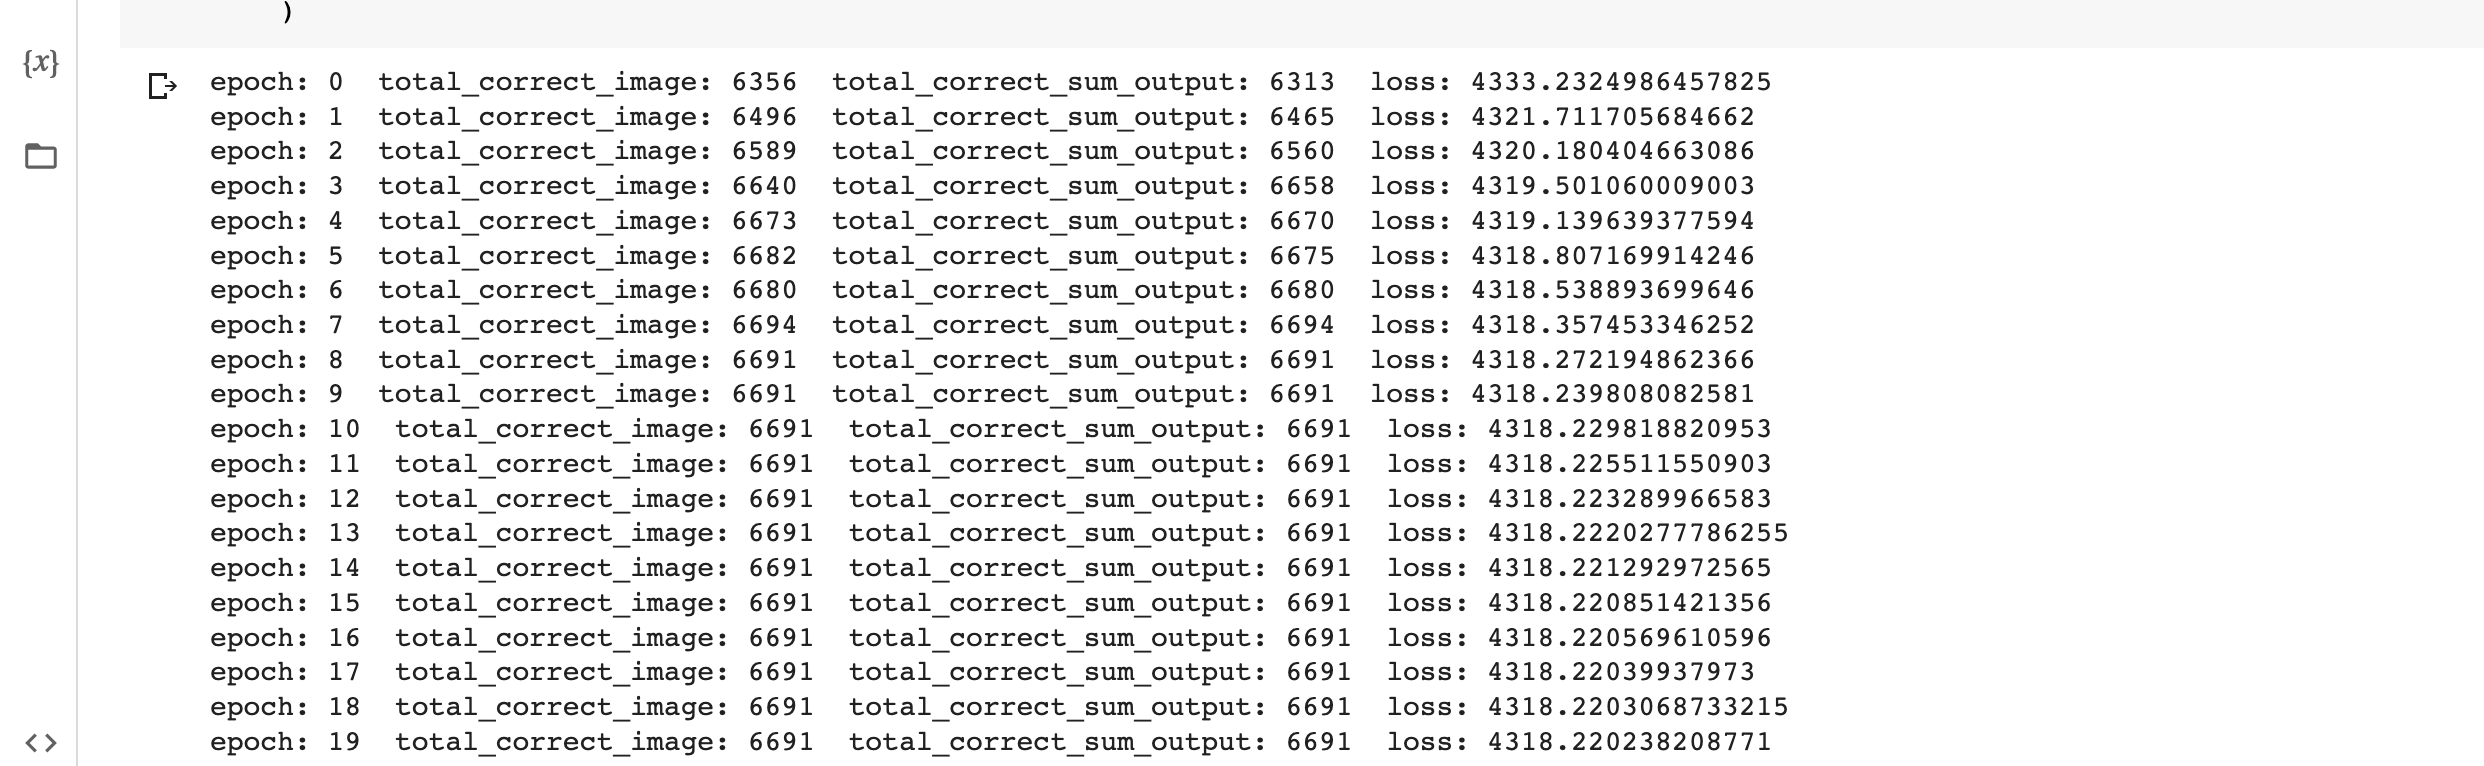 )
{x}
epoch: 0  total_correct_image: 6356  total_correct_sum_output: 6313  loss: 4333.2324986457825
epoch: 1  total_correct_image: 6496  total_correct_sum_output: 6465  loss: 4321.711705684662
epoch: 2  total_correct_image: 6589  total_correct_sum_output: 6560  loss: 4320.180404663086
epoch: 3  total_correct_image: 6640  total_correct_sum_output: 6658  loss: 4319.501060009003
epoch: 4  total_correct_image: 6673  total_correct_sum_output: 6670  loss: 4319.139639377594
epoch: 5  total_correct_image: 6682  total_correct_sum_output: 6675  loss: 4318.807169914246
epoch: 6  total_correct_image: 6680  total_correct_sum_output: 6680  loss: 4318.538893699646
epoch: 7  total_correct_image: 6694  total_correct_sum_output: 6694  loss: 4318.357453346252
epoch: 8  total_correct_image: 6691  total_correct_sum_output: 6691  loss: 4318.272194862366
epoch: 9  total_correct_image: 6691  total_correct_sum_output: 6691  loss: 4318.239808082581
epoch: 10  total_correct_image: 6691  total_correct_sum_output: 6691  loss: 4318.229818820953
epoch: 11  total_correct_image: 6691  total_correct_sum_output: 6691  loss: 4318.225511550903
epoch: 12  total_correct_image: 6691  total_correct_sum_output: 6691  loss: 4318.223289966583
epoch: 13  total_correct_image: 6691  total_correct_sum_output: 6691  loss: 4318.2220277786255
epoch: 14  total_correct_image: 6691  total_correct_sum_output: 6691  loss: 4318.221292972565
epoch: 15  total_correct_image: 6691  total_correct_sum_output: 6691  loss: 4318.220851421356
epoch: 16  total_correct_image: 6691  total_correct_sum_output: 6691  loss: 4318.220569610596
epoch: 17  total_correct_image: 6691  total_correct_sum_output: 6691  loss: 4318.22039937973
epoch: 18  total_correct_image: 6691  total_correct_sum_output: 6691  loss: 4318.2203068733215
epoch: 19  total_correct_image: 6691  total_correct_sum_output: 6691  loss: 4318.220238208771